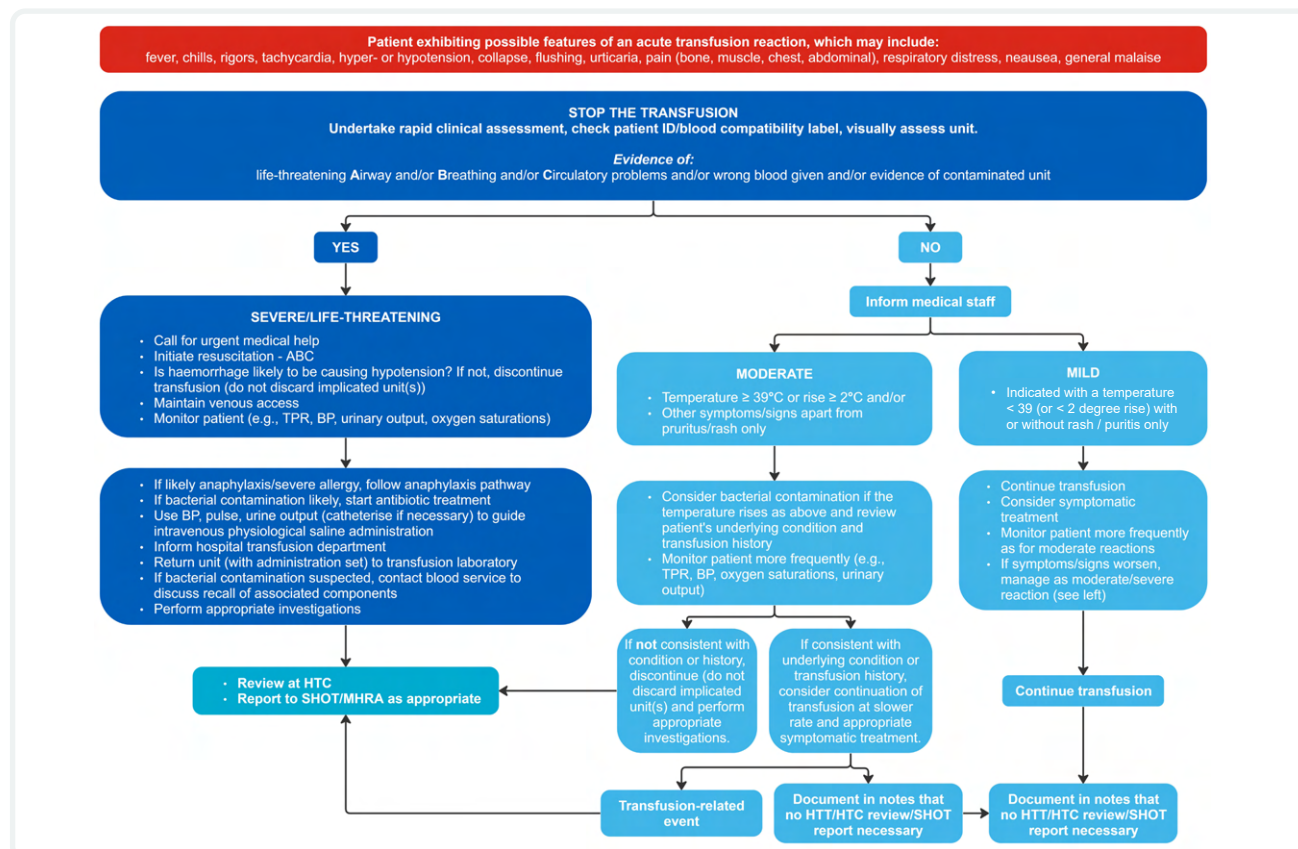 Patient exhibiting possible features of an acute transfusion reaction, which may include:
fever, chills, rigors, tachycardia, hyper- or hypotension, collapse, flushing, urticaria, pain (bone, muscle, chest, abdominal), respiratory distress, neausea, general malaise
STOP THE TRANSFUSION
Undertake rapid clinical assessment, check patient ID/blood compatibility label, visually assess unit.
Evidence of:
life-threatening Airway and/or Breathing and/or Circulatory problems and/or wrong blood given and/or evidence of contaminated unit
YES
NO
Inform medical staff
SEVERE/LIFE-THREATENING
• Call for urgent medical help
• Initiate resuscitation - ABC
• Is haemorrhage likely to be causing hypotension? If not, discontinue
transfusion (do not discard implicated unit(s))
• Maintain venous access
• Monitor patient (e.g., TPR, BP, urinary output, oxygen saturations)
MODERATE
• Temperature ≥ 39°C or rise ≥ 2°C and/or
• Other symptoms/signs apart from
pruritus/rash only
MILD
• Indicated with a temperature
< 39 (or < 2 degree rise) with
or without rash / puritis only
• If likely anaphylaxis/severe allergy, follow anaphylaxis pathway
• If bacterial contamination likely, start antibiotic treatment
• Use BP, pulse, urine output (catheterise if necessary) to guide
intravenous physiological saline administration
• Inform hospital transfusion department
• Return unit (with administration set) to transfusion laboratory
• If bacterial contamination suspected, contact blood service to
discuss recall of associated components
• Perform appropriate investigations
• Consider bacterial contamination if the
temperature rises as above and review
patient's underlying condition and
transfusion history
• Monitor patient more frequently (e.g.,
TPR, BP, oxygen saturations, urinary
output)
• Continue transfusion
• Consider symptomatic
treatment
• Monitor patient more frequently
as for moderate reactions
• If symptoms/signs worsen,
manage as moderate/severe
reaction (see left)
If not consistent with
condition or history,
discontinue (do not
discard implicated
unit(s) and perform
appropriate
investigations.
If consistent with
underlying condition or
transfusion history,
consider continuation of
transfusion at slower
rate and appropriate
symptomatic treatment.
• Review at HTC
• Report to SHOT/MHRA as appropriate
Continue transfusion
Transfusion-related
event
Document in notes that
no HTT/HTC review/SHOT
report necessary
Document in notes that
no HTT/HTC review/SHOT
report necessary